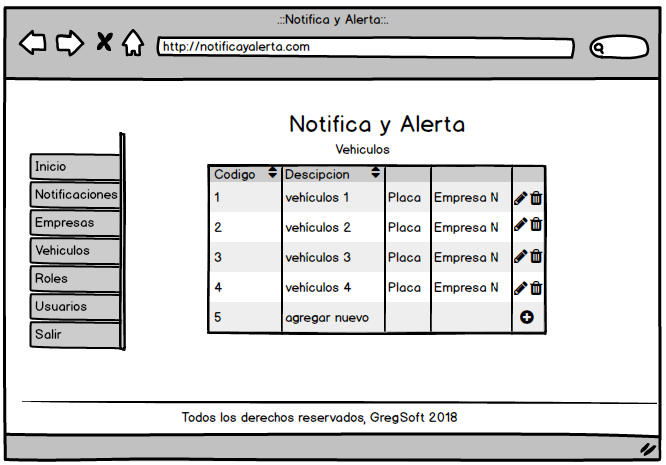 .::Notifica y Alerta::.
http://notificayalerta.com
Notifica y Alerta
Vehiculos
Inicio
Notificaciones
Empresas
Vehiculos
Roles
Usuarios
Salir
Codigo Descipcion
1 vehículos 1 Placa Empresa N
2 vehículos 2 Placa Empresa N
3 vehículos 3 Placa Empresa N
4 vehículos 4 Placa Empresa N
5 agregar nuevo
Todos los derechos reservados, GregSoft 2018